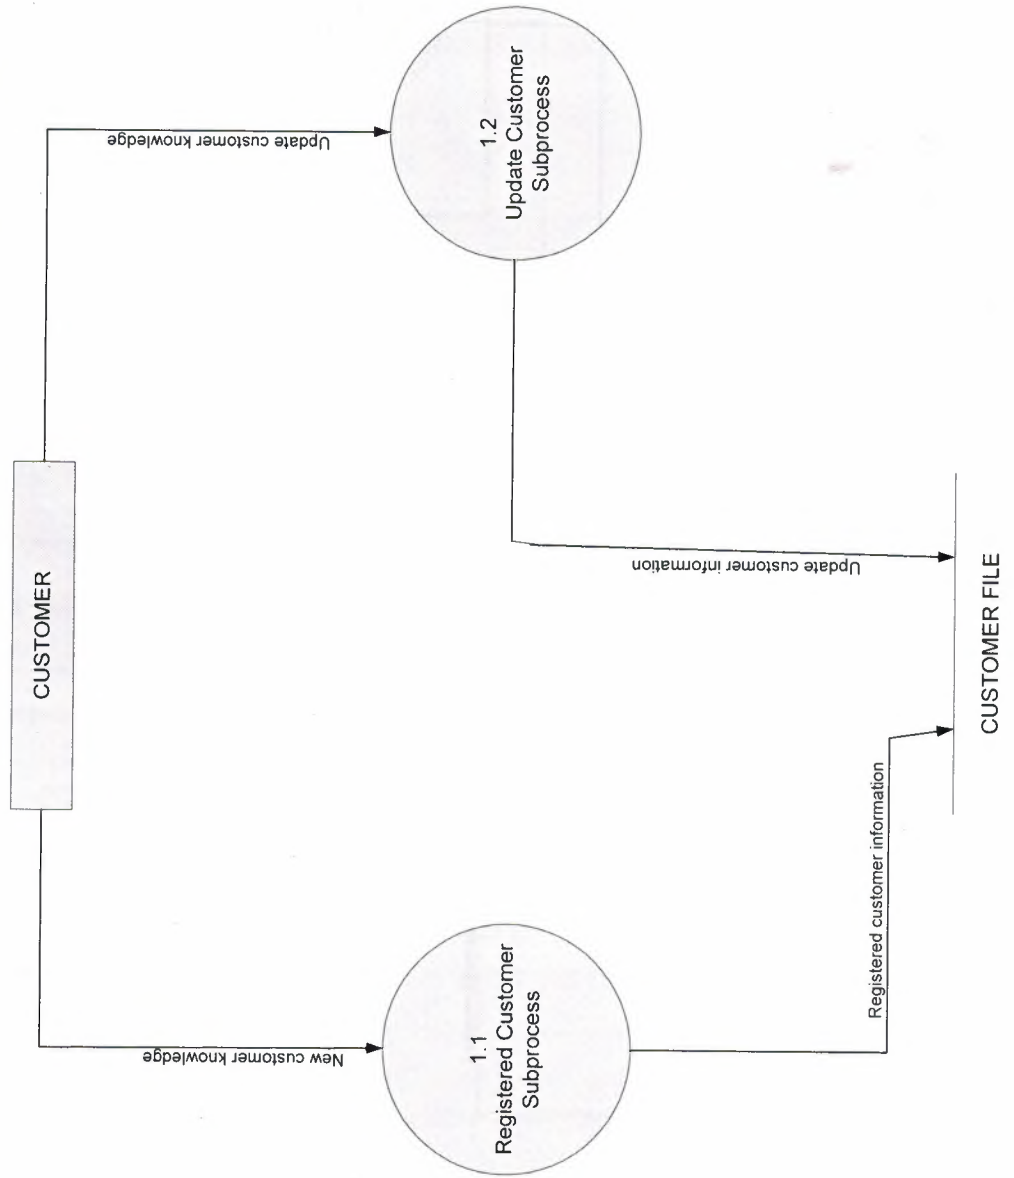 CUSTOMER
New customer knowledge
Update customer knowledge
1.1
Registered Customer
Subprocess
1.2
Update Customer
Subprocess
Registered customer information
Update customer information
CUSTOMER FILE